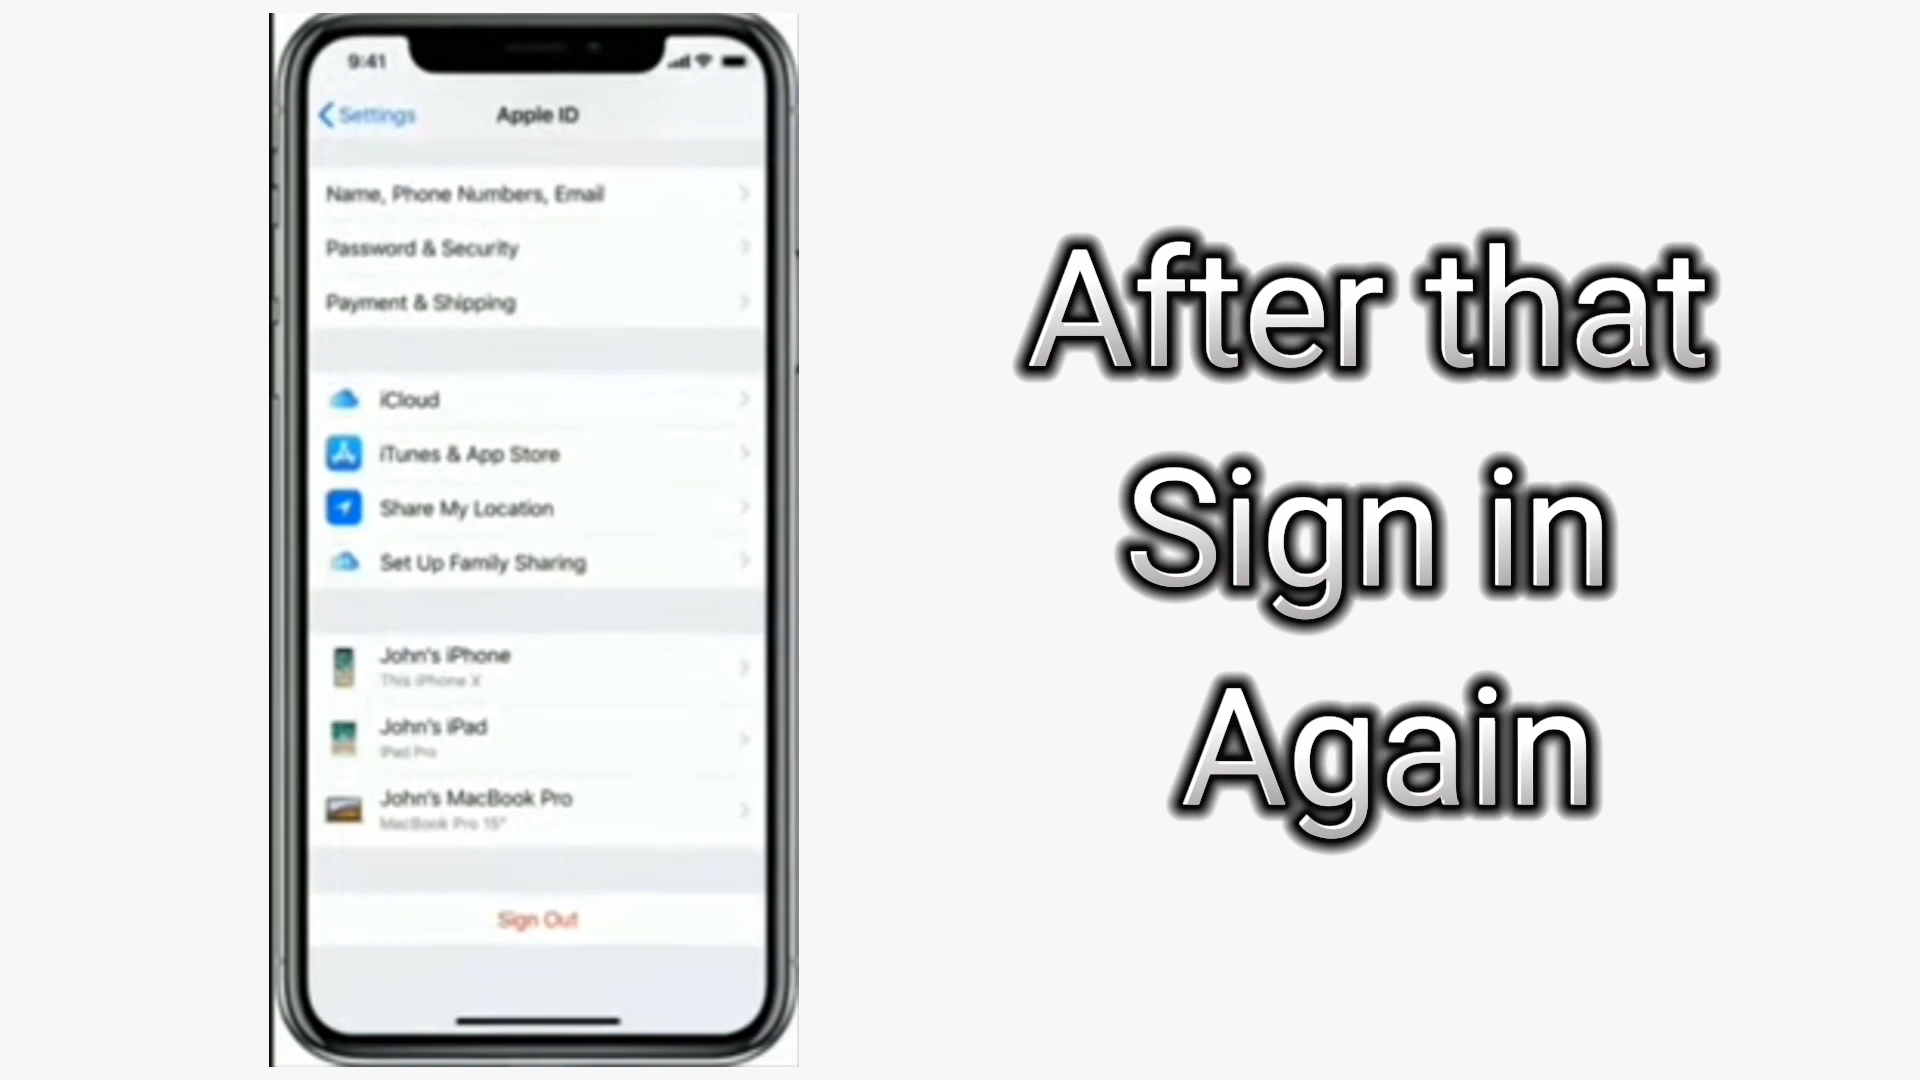 9:41
Settings
Apple ID
Name, Phone Numbers, Email
Password & Security
Payment & Shipping
iCloud
iTunes & App Store
Share My Location
Set Up Family Sharing
John's iPhone
This iPhone X
John's iPad
iPad Pro
John's MacBook Pro
MacBook Pro 15"
Sign Out
After that
Sign in
Again